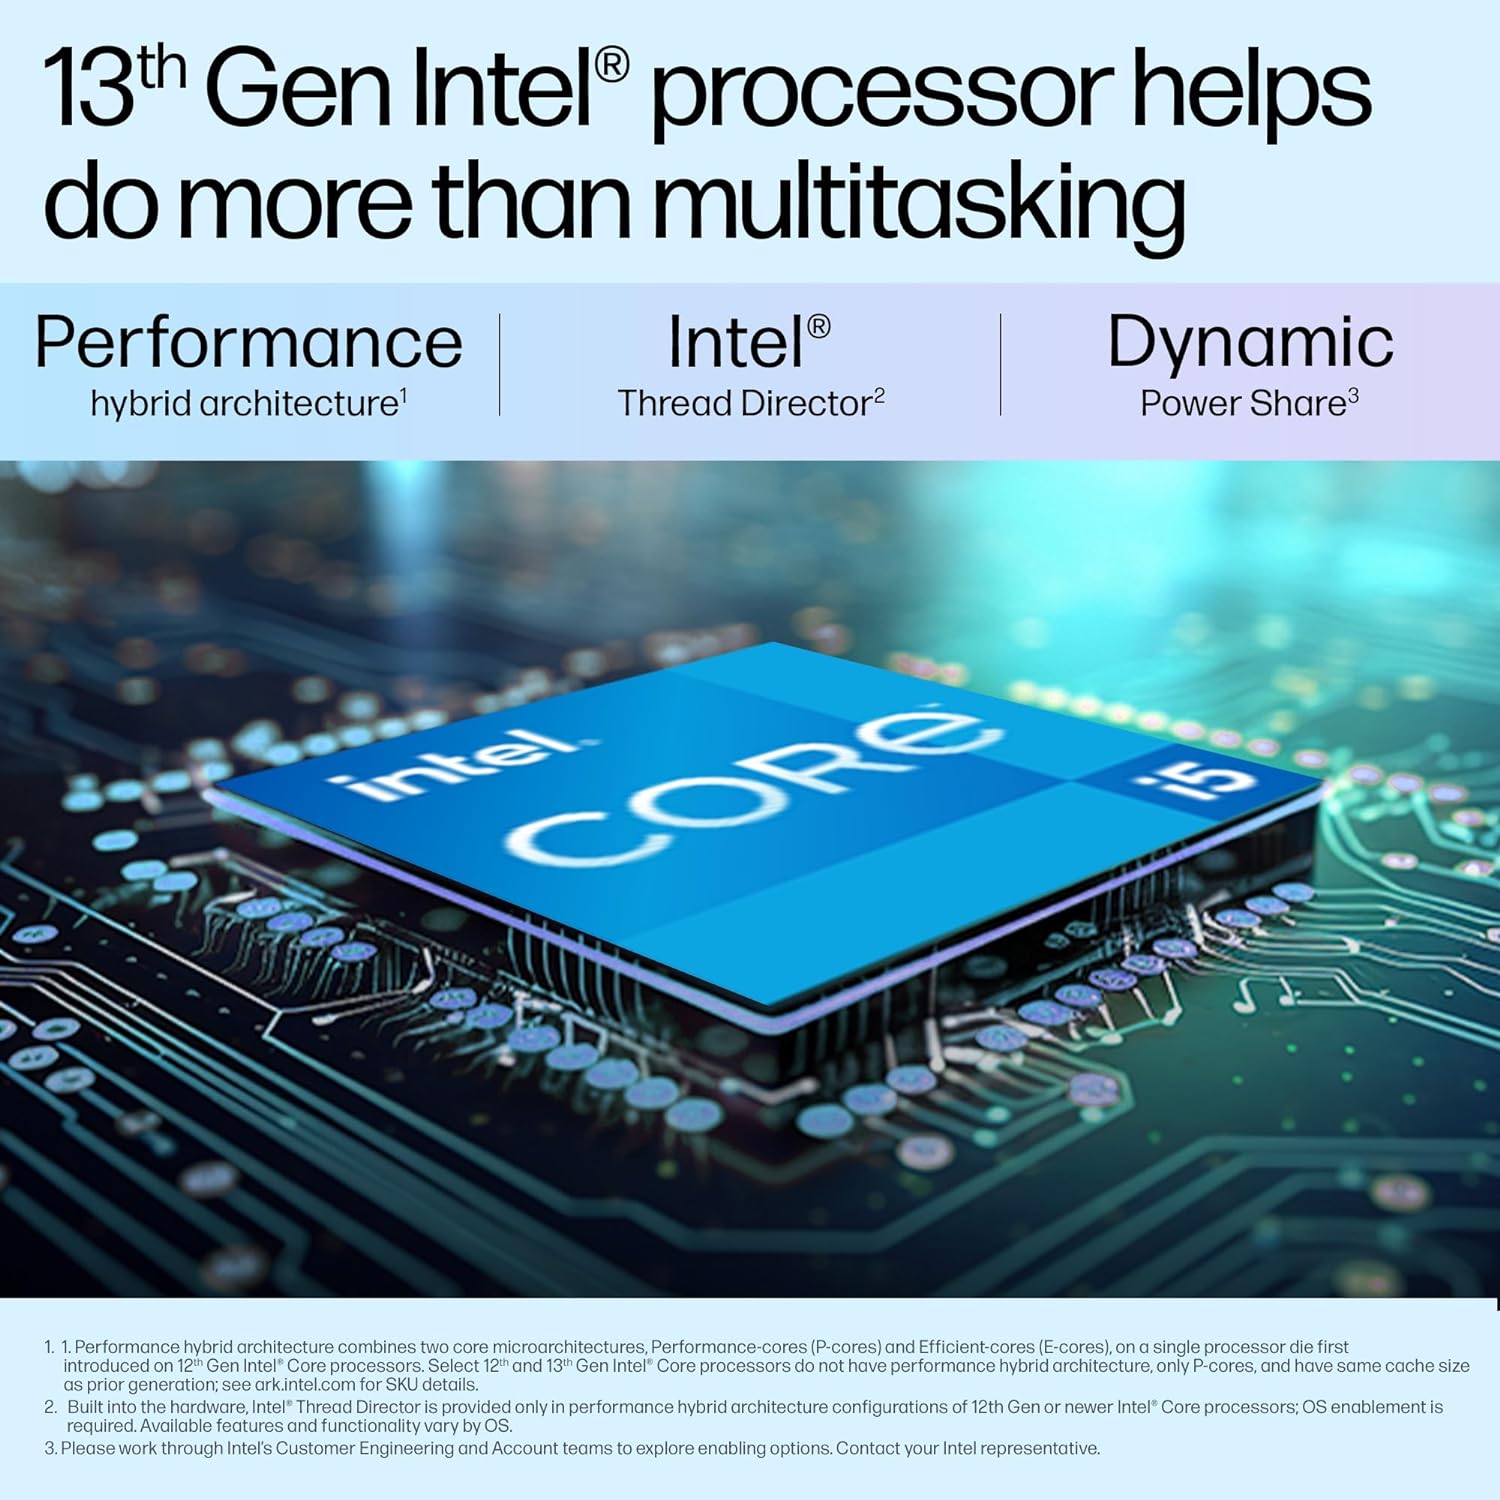 13th Gen Intel® processor helps
do more than multitasking
Performance
hybrid architecture¹
Intel®
Thread Director²
Dynamic
Power Share³
intel.
CORE
i5
1. 1. Performance hybrid architecture combines two core microarchitectures, Performance-cores (P-cores) and Efficient-cores (E-cores), on a single processor die first
introduced on 12th Gen Intel® Core processors. Select 12th and 13th Gen Intel® Core processors do not have performance hybrid architecture, only P-cores, and have same cache size
as prior generation; see ark.intel.com for SKU details.
2. Built into the hardware, Intel® Thread Director is provided only in performance hybrid architecture configurations of 12th Gen or newer Intel® Core processors; OS enablement is
required. Available features and functionality vary by OS.
3. Please work through Intel's Customer Engineering and Account teams to explore enabling options. Contact your Intel representative.